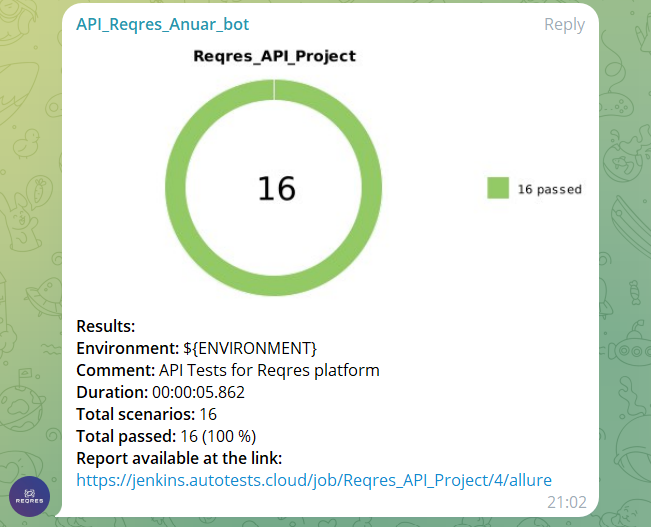 API_Reqres_Anuar_bot Reply
Reqres_API_Project
16
16 passed
Results:
Environment: ${ENVIRONMENT}
Comment: API Tests for Reqres platform
Duration: 00:00:05.862
Total scenarios: 16
Total passed: 16 (100 %)
Report available at the link:
https://jenkins.autotests.cloud/job/Reqres_API_Project/4/allure
REQRES
21:02